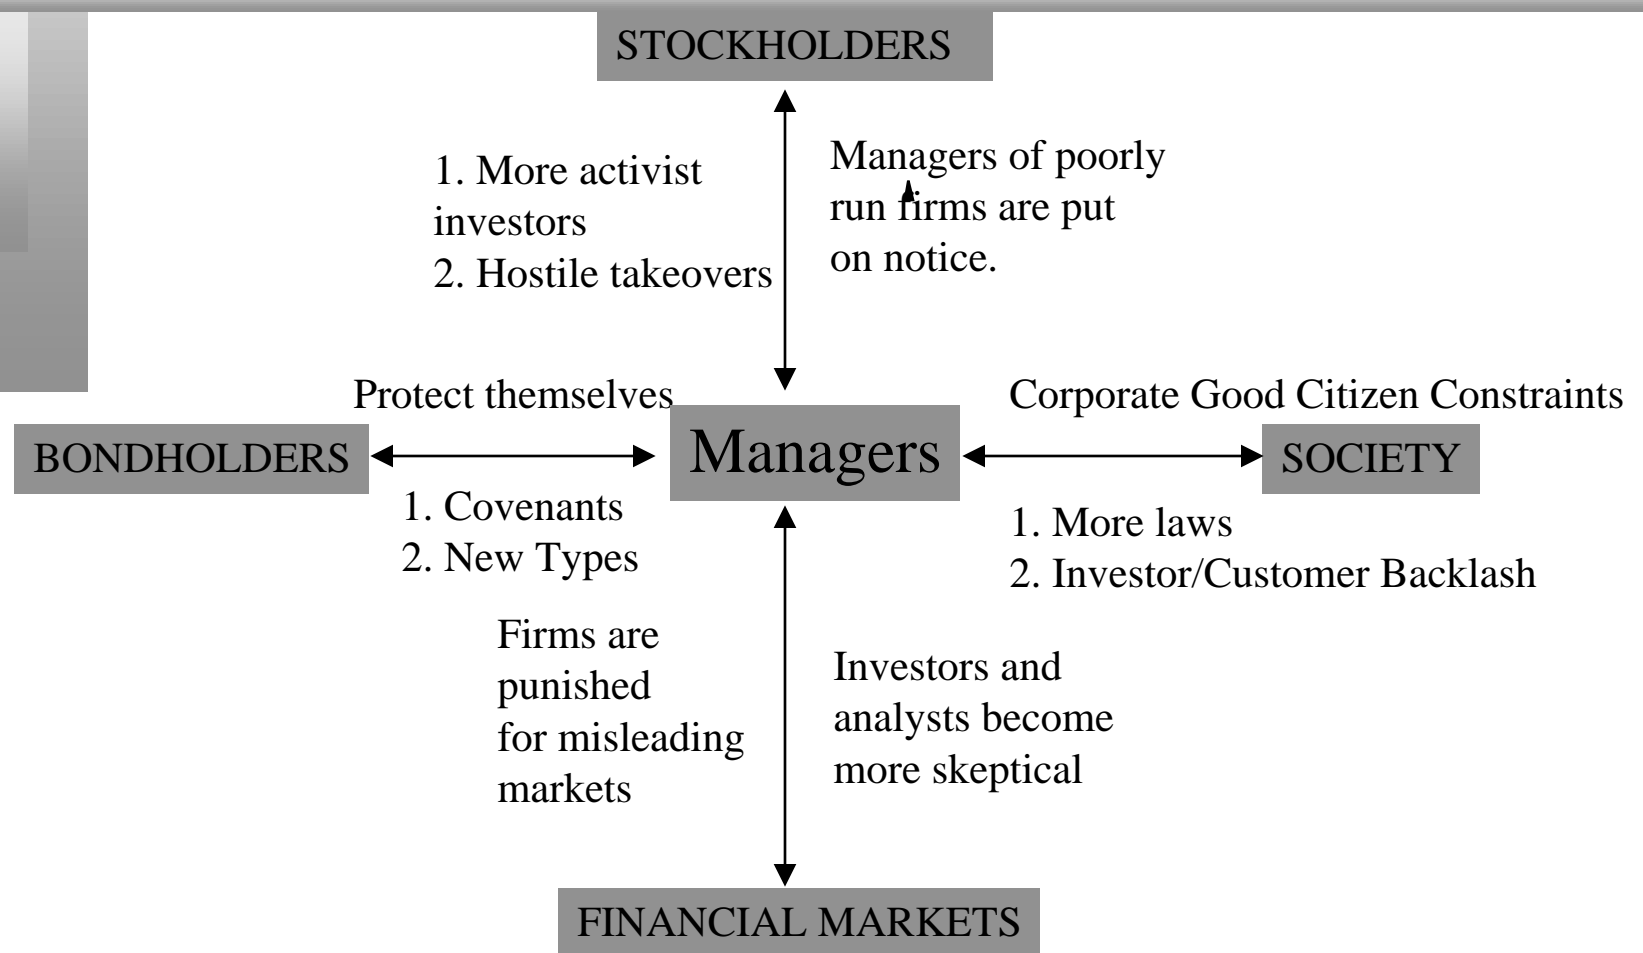 STOCKHOLDERS
1. More activist
investors
2. Hostile takeovers
Managers of poorly
run firms are put
on notice.
Protect themselves
Corporate Good Citizen Constraints
BONDHOLDERS
Managers
SOCIETY
1. Covenants
2. New Types
1. More laws
2. Investor/Customer Backlash
Firms are
punished
for misleading
markets
Investors and
analysts become
more skeptical
FINANCIAL MARKETS